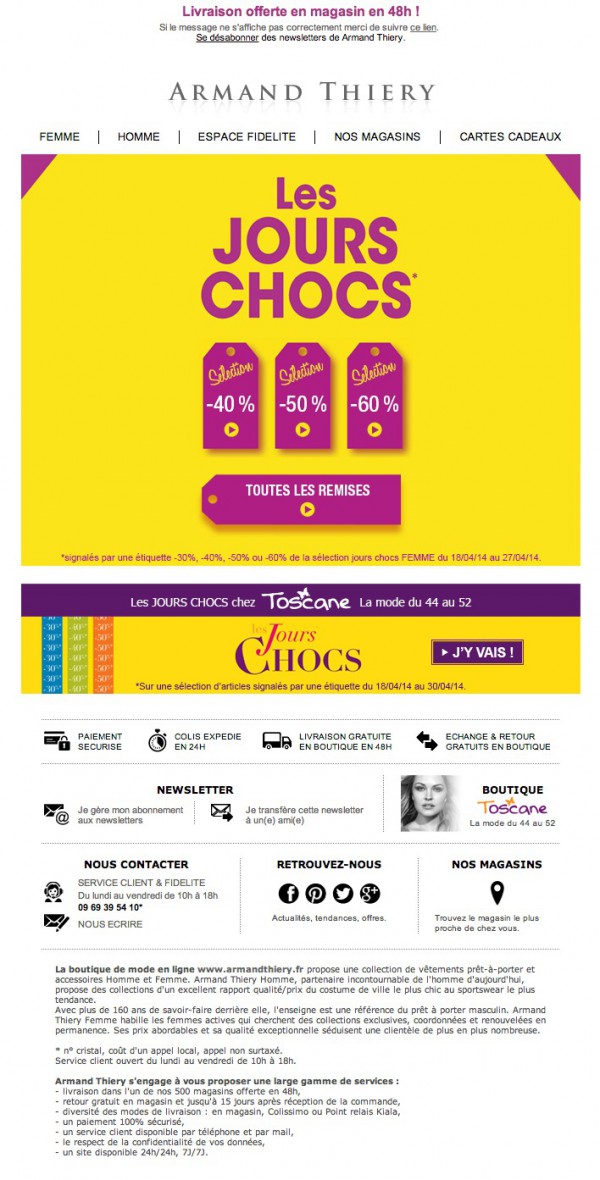 Livraison offerte en magasin en 48h !
Si le message ne s'affiche pas correctement merci de suivre ce lien.
Se désabonner des newsletters de Armand Thiery.
ARMAND THIERY
FEMME | HOMME | ESPACE FIDELITE | NOS MAGASINS | CARTES CADEAUX
Les
JOURS
CHOCS*
Sélection Sélection Sélection
-40 % -50 % -60 %
TOUTES LES REMISES
*signalés par une étiquette -30%, -40%, -50% ou -60% de la sélection jours chocs FEMME du 18/04/14 au 27/04/14.
Les JOURS CHOCS chez Toscane La mode du 44 au 52
les Jours
CHOCS
J'Y VAIS !
*Sur une sélection d'articles signalés par une étiquette du 18/04/14 au 30/04/14.
PAIEMENT
SECURISE
COLIS EXPEDIE
EN 24H
LIVRAISON GRATUITE
EN BOUTIQUE EN 48H
ECHANGE & RETOUR
GRATUITS EN BOUTIQUE
NEWSLETTER
Je gère mon abonnement
aux newsletters
Je transfère cette newsletter
à un(e) ami(e)
BOUTIQUE
Toscane
La mode du 44 au 52
NOUS CONTACTER
SERVICE CLIENT & FIDELITE
Du lundi au vendredi de 10h à 18h
09 69 39 54 10*
NOUS ECRIRE
RETROUVEZ-NOUS
Actualités, tendances, offres.
NOS MAGASINS
Trouvez le magasin le plus
proche de chez vous.
La boutique de mode en ligne www.armandthiery.fr propose une collection de vêtements prêt-à-porter et
accessoires Homme et Femme. Armand Thiery Homme, partenaire incontournable de l'homme d'aujourd'hui,
propose des collections d'un excellent rapport qualité/prix du costume de ville le plus chic au sportswear le plus
tendance.
Avec plus de 160 ans de savoir-faire derrière elle, l'enseigne est une référence du prêt à porter masculin. Armand
Thiery Femme habille les femmes actives qui cherchent des collections exclusives, coordonnées et renouvelées en
permanence. Ses prix abordables et sa qualité exceptionnelle séduisent une clientèle de plus en plus nombreuse.
* n° cristal, coût d'un appel local, appel non surtaxé.
Service client ouvert du lundi au vendredi de 10h à 18h.
Armand Thiery s'engage à vous proposer une large gamme de services :
- livraison dans l'un de nos 500 magasins offerte en 48h,
- retour gratuit en magasin et jusqu'à 15 jours après réception de la commande,
- diversité des modes de livraison : en magasin, Colissimo ou Point relais Kiala,
- un paiement 100% sécurisé,
- un service client disponible par téléphone et par mail,
- le respect de la confidentialité de vos données,
- un site disponible 24h/24h, 7J/7J.